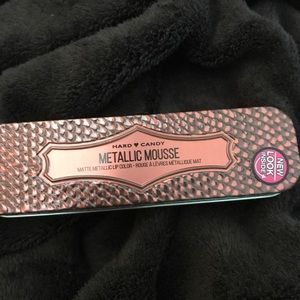 HARD ♥ CANDY
METALLIC MOUSSE
MATTE METALLIC LIP COLOR • ROUGE À LÈVRES MÉTALLIQUE MAT
NEW
LOOK
INSIDE